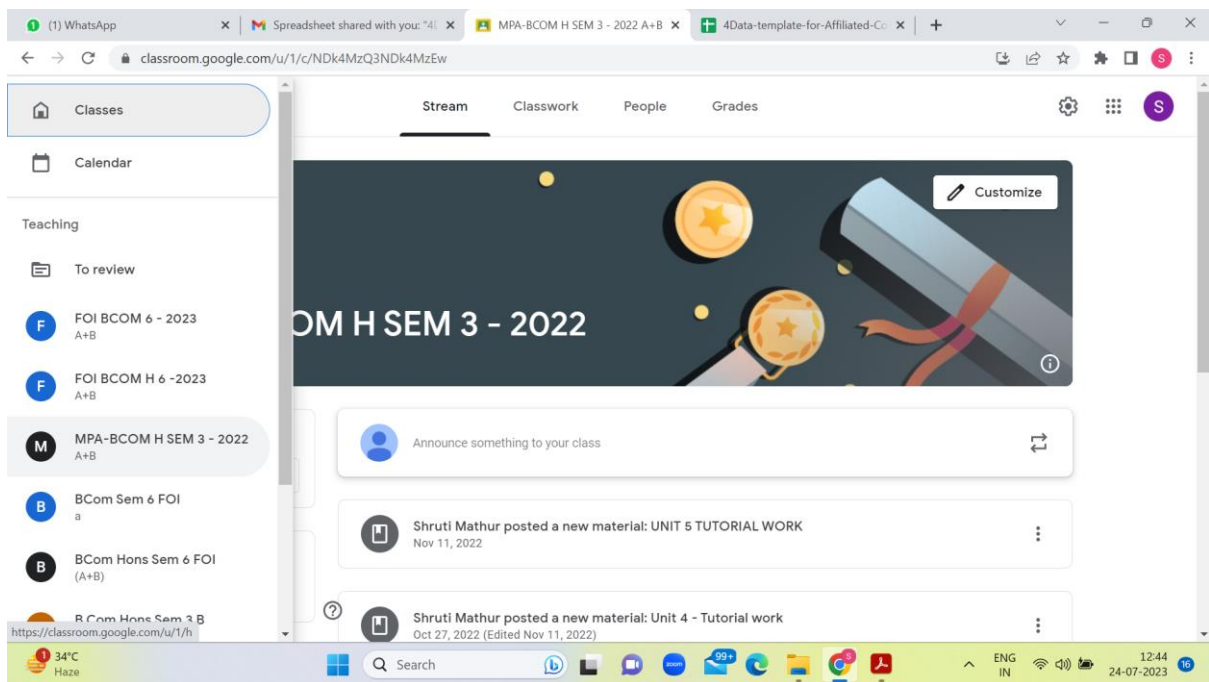 (1) WhatsApp
Spreadsheet shared with you: "4
MPA-BCOM H SEM 3 - 2022 A+B
4Data-template-for-Affiliated-Co
classroom.google.com/u/1/c/NDk4MzQ3NDk4MzEw
S
Classes
Stream Classwork People Grades
S
Calendar
Customize
Teaching
To review
F FOI BCOM 6 - 2023
A+B
OM H SEM 3 - 2022
F FOI BCOM H 6 -2023
A+B
M MPA-BCOM H SEM 3 - 2022
A+B
Announce something to your class
B BCom Sem 6 FOI
a
Shruti Mathur posted a new material: UNIT 5 TUTORIAL WORK
Nov 11, 2022
B BCom Hons Sem 6 FOI
(A+B)
B Com Hons Sem 3 B
Shruti Mathur posted a new material: Unit 4 - Tutorial work
Oct 27, 2022 (Edited Nov 11, 2022)
https://classroom.google.com/u/1/h
1 34°C
Haze
Search
zoom
99+
ENG
IN
12:44
24-07-2023
16